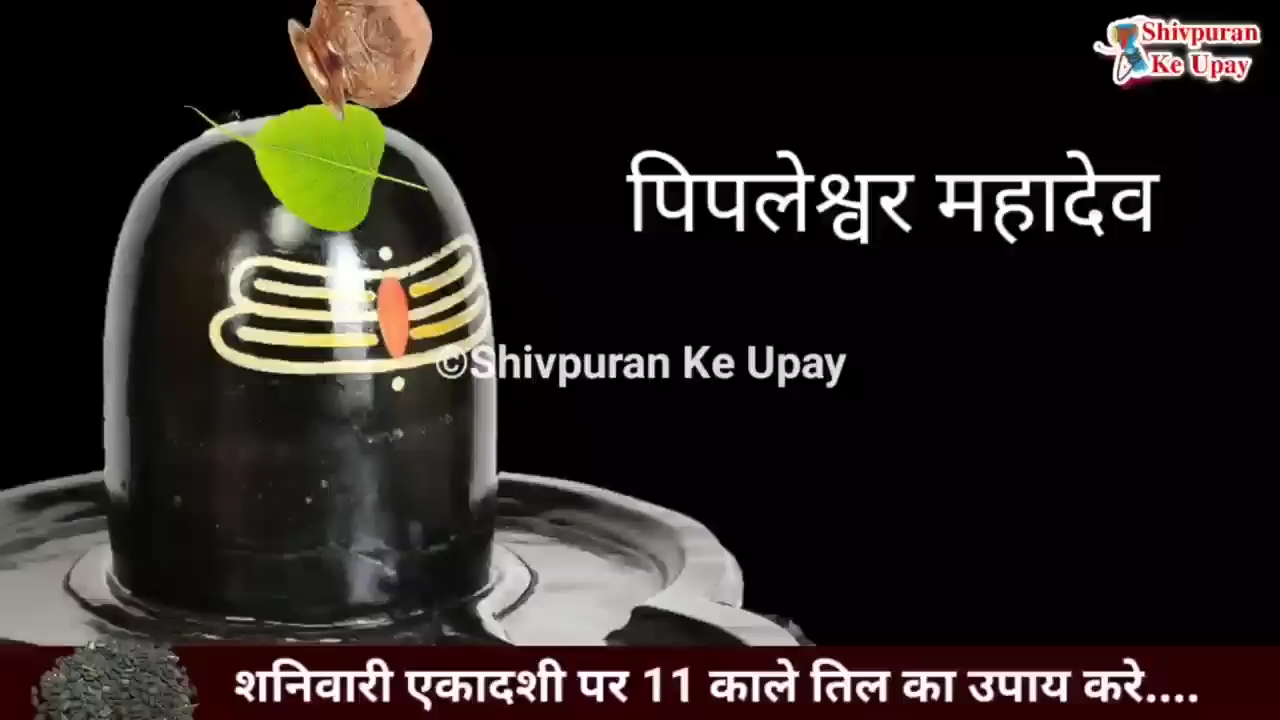 Shivpuran
Ke Upay
पिपलेश्वर महादेव
©Shivpuran Ke Upay
शनिवारी एकादशी पर 11 काले तिल का उपाय करे....